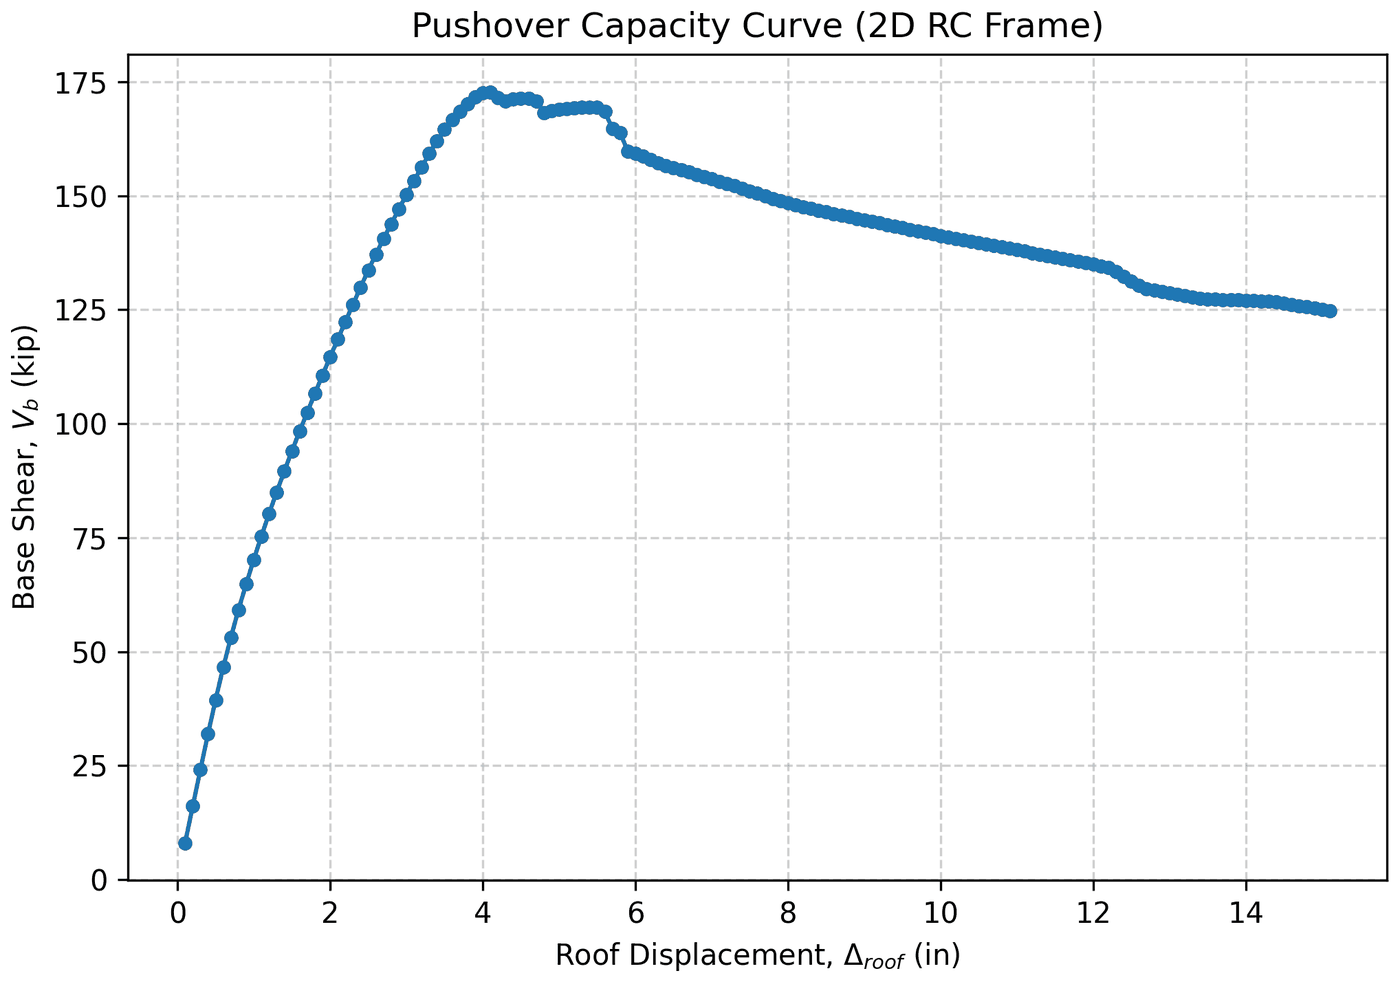 Pushover Capacity Curve (2D RC Frame)
175
150
125
100
75
50
25
0
Base Shear, V_b (kip)
0 2 4 6 8 10 12 14
Roof Displacement, Δ_roof (in)